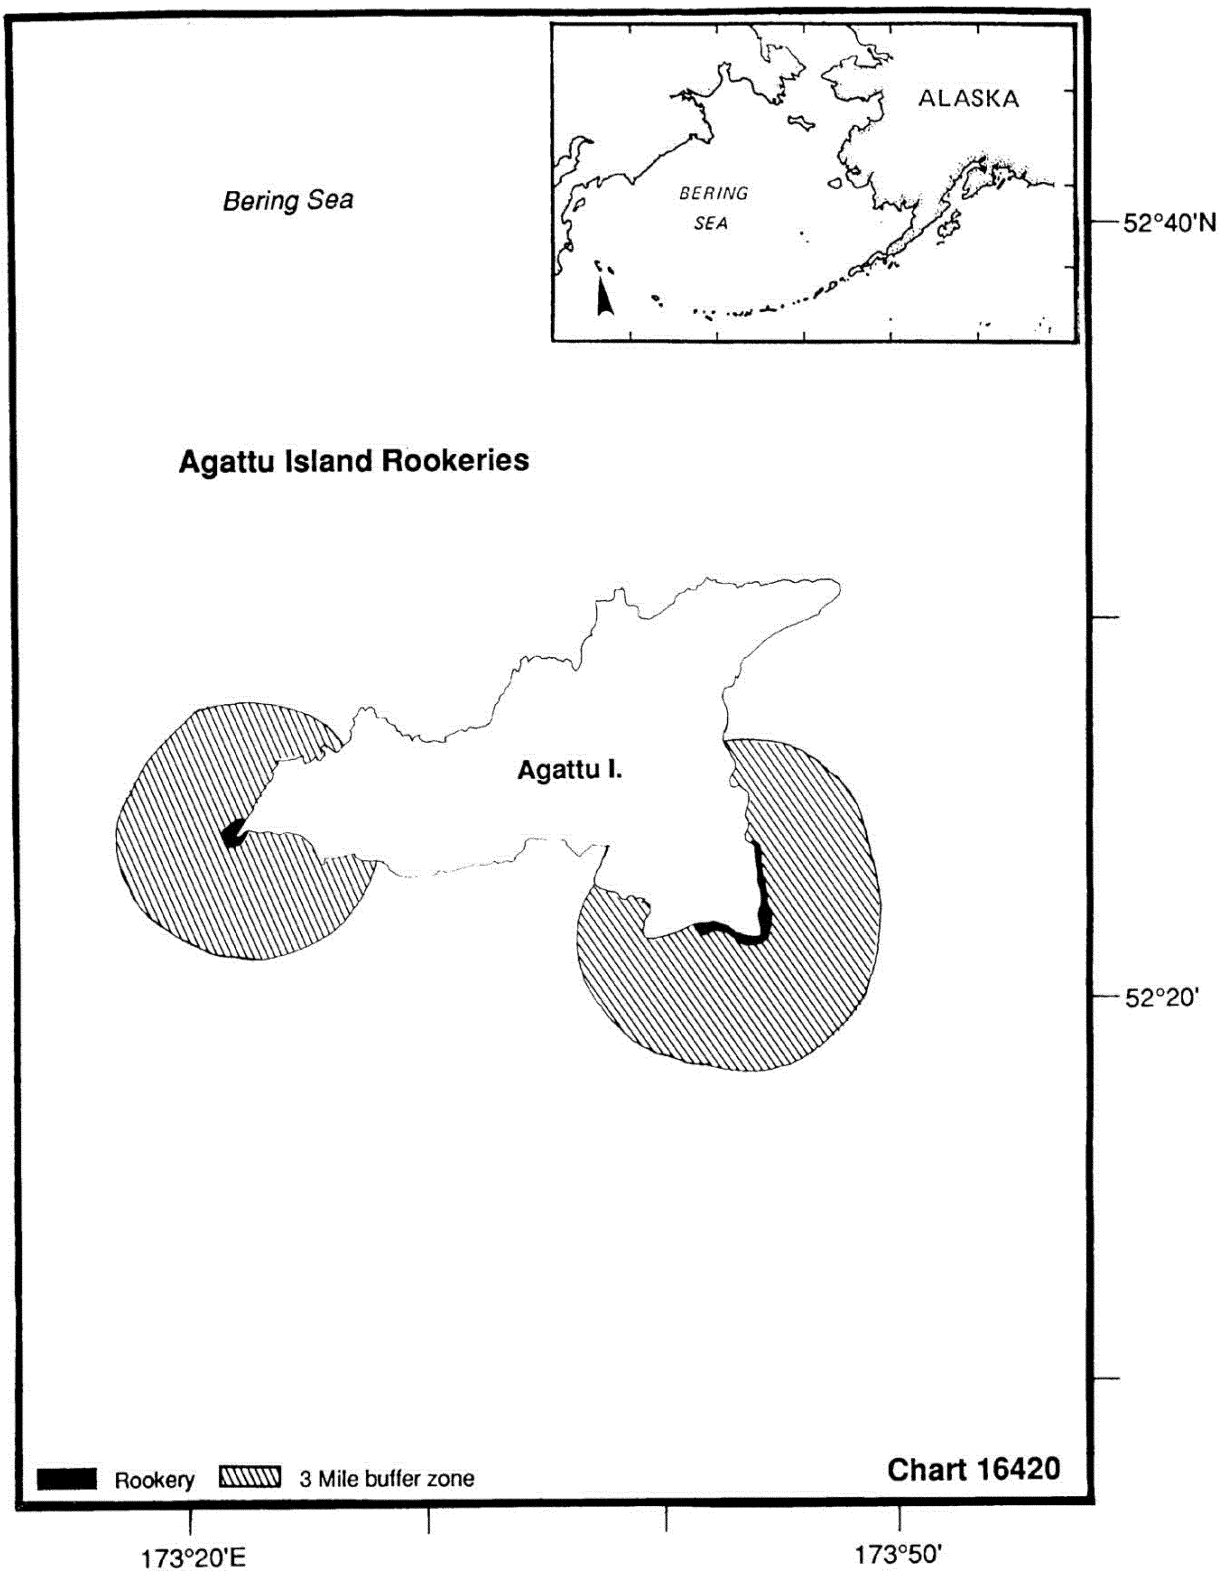 ALASKA
BERING
SEA
Bering Sea
52°40'N
Agattu Island Rookeries
Agattu I.
52°20'
Rookery
3 Mile buffer zone
Chart 16420
173°20'E
173°50'